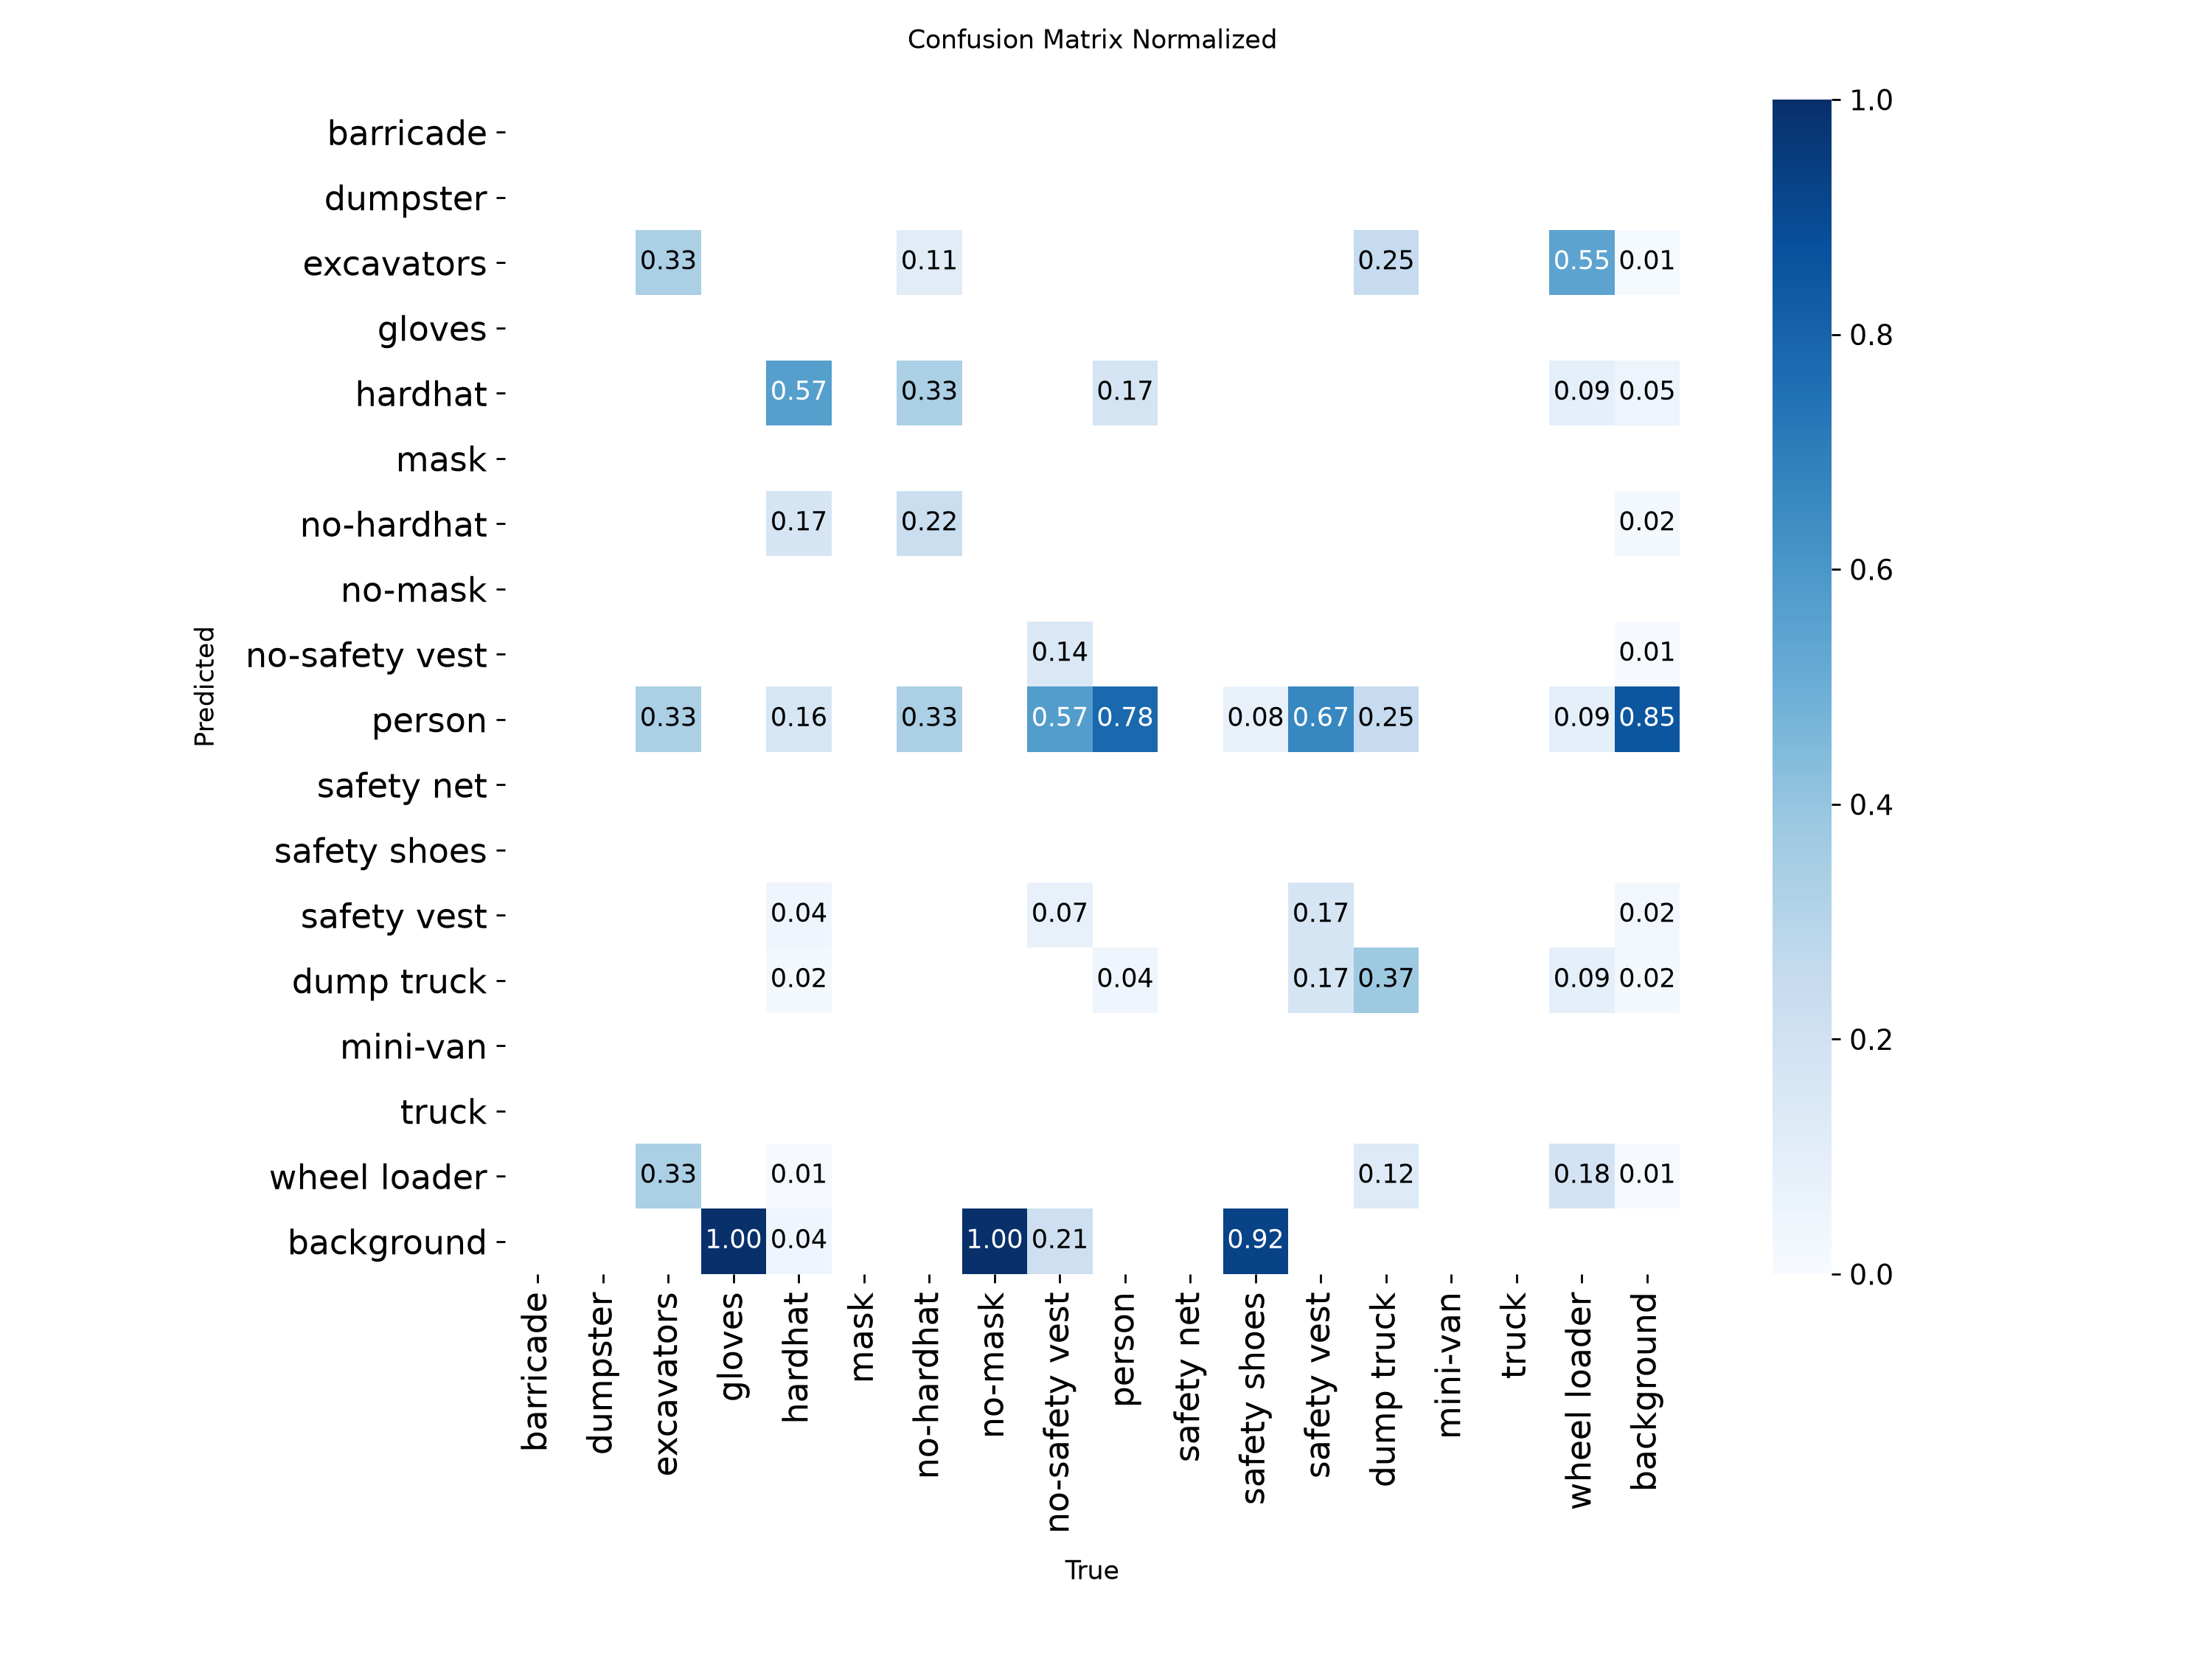 Confusion Matrix Normalized
barricade
dumpster
excavators 0.33 0.11 0.25 0.55 0.01
gloves
hardhat 0.57 0.33 0.17 0.09 0.05
mask
no-hardhat 0.17 0.22 0.02
no-mask
no-safety vest 0.14 0.01
person 0.33 0.16 0.33 0.57 0.78 0.08 0.67 0.25 0.09 0.85
safety net
safety shoes
safety vest 0.04 0.07 0.17 0.02
dump truck 0.02 0.04 0.17 0.37 0.09 0.02
mini-van
truck
wheel loader 0.33 0.01 0.12 0.18 0.01
background 1.00 0.04 1.00 0.21 0.92
Predicted
barricade
dumpster
excavators
gloves
hardhat
mask
no-hardhat
no-mask
no-safety vest
person
safety net
safety shoes
safety vest
dump truck
mini-van
truck
wheel loader
background
True
1.0
0.8
0.6
0.4
0.2
0.0